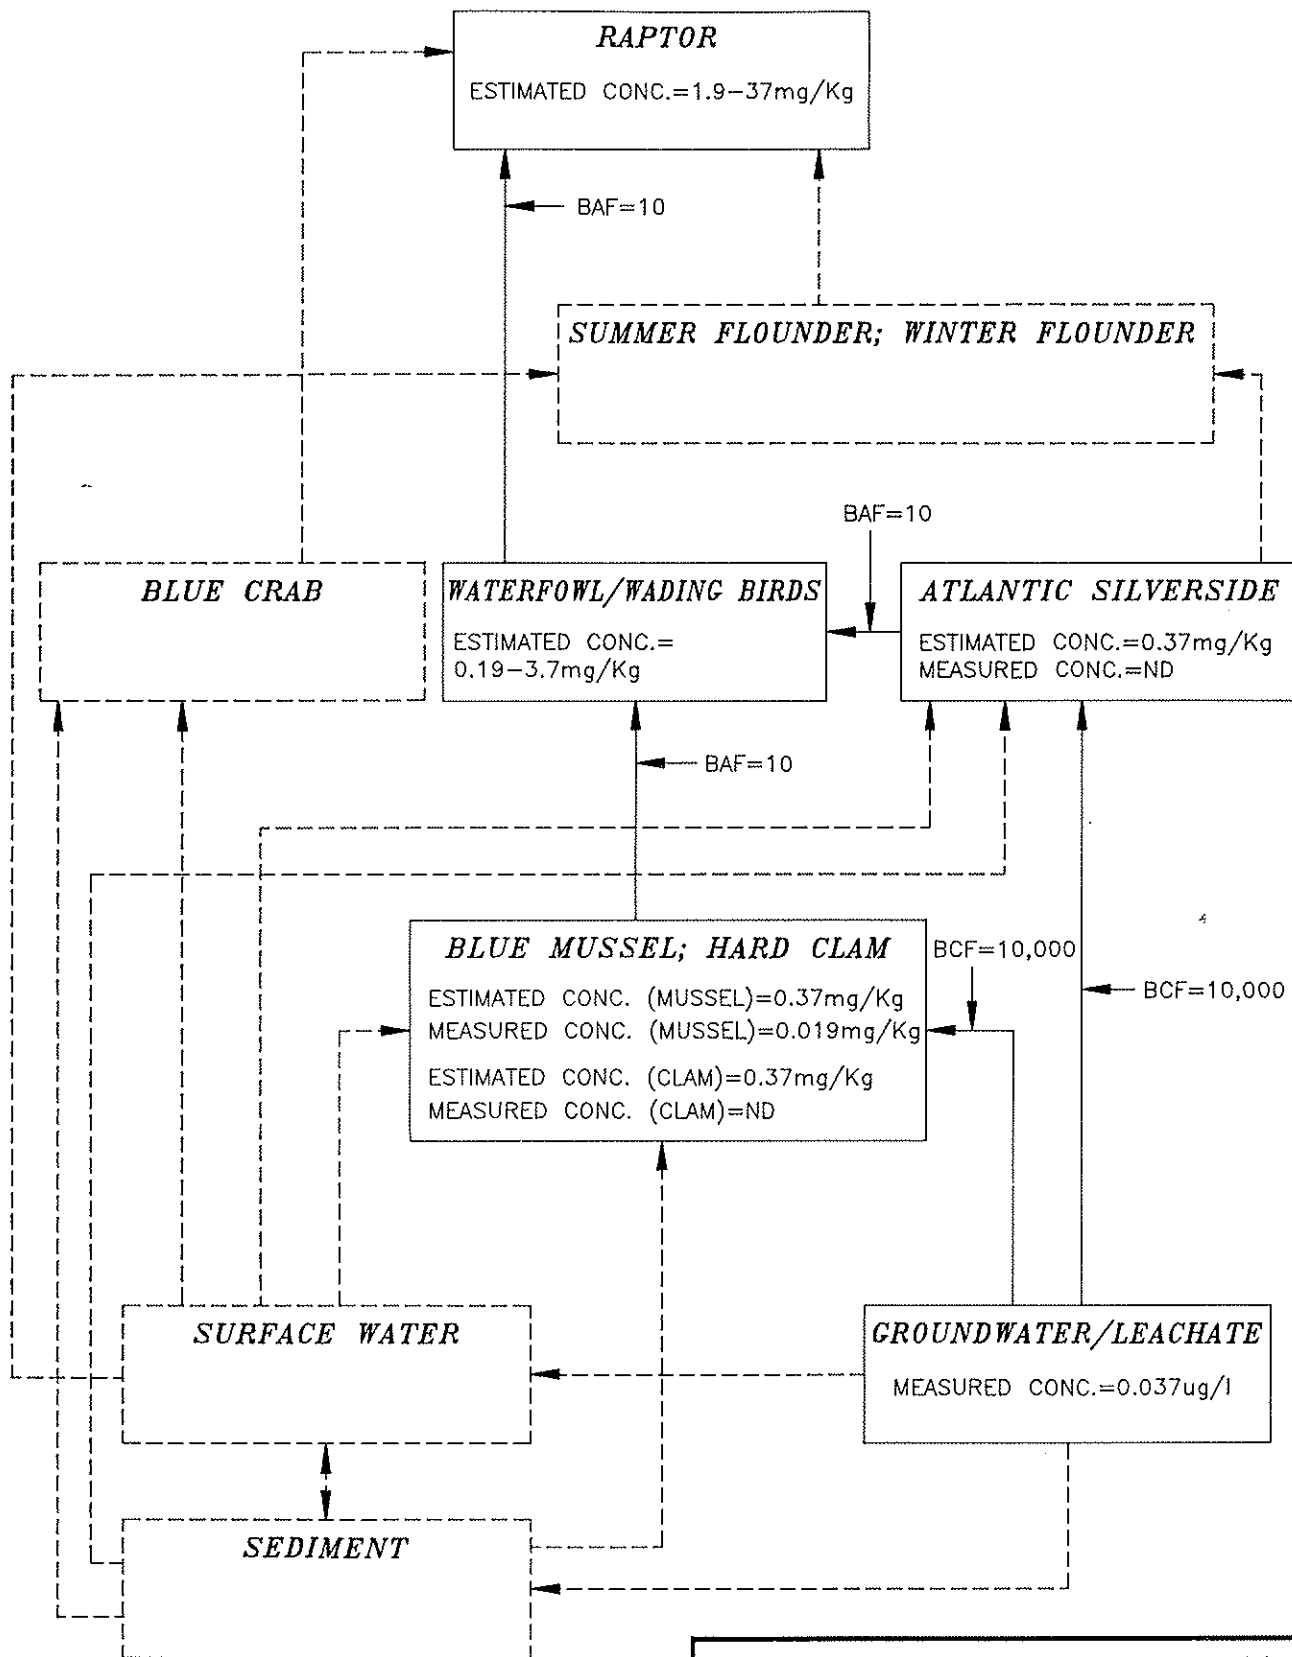 RAPTOR
ESTIMATED CONC.=1.9-37mg/Kg
BAF=10
SUMMER FLOUNDER; WINTER FLOUNDER
BAF=10
BLUE CRAB
WATERFOWL/WADING BIRDS
ESTIMATED CONC.=
0.19-3.7mg/Kg
ATLANTIC SILVERSIDE
ESTIMATED CONC.=0.37mg/Kg
MEASURED CONC.=ND
BAF=10
BLUE MUSSEL; HARD CLAM
ESTIMATED CONC. (MUSSEL)=0.37mg/Kg
MEASURED CONC. (MUSSEL)=0.019mg/Kg
ESTIMATED CONC. (CLAM)=0.37mg/Kg
MEASURED CONC. (CLAM)=ND
BCF=10,000
BCF=10,000
SURFACE WATER
GROUNDWATER/LEACHATE
MEASURED CONC.=0.037ug/l
SEDIMENT